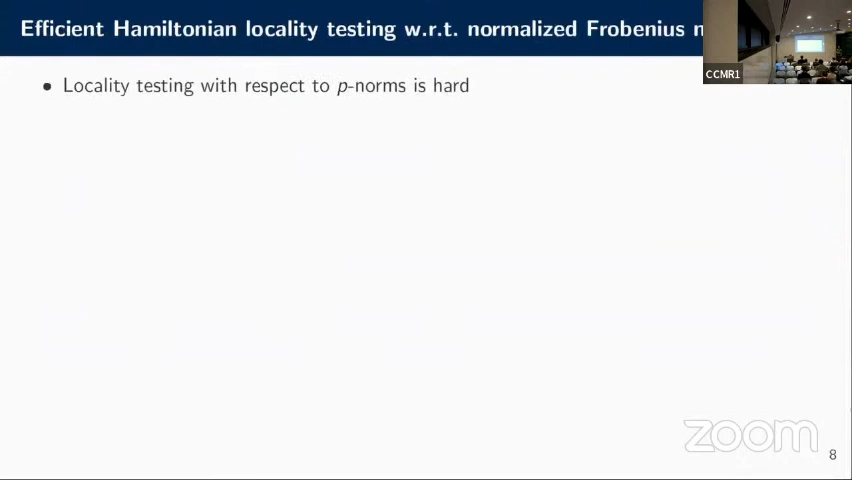 Efficient Hamiltonian locality testing w.r.t. normalized Frobenius
CCMR1
• Locality testing with respect to p-norms is hard
zoom
8